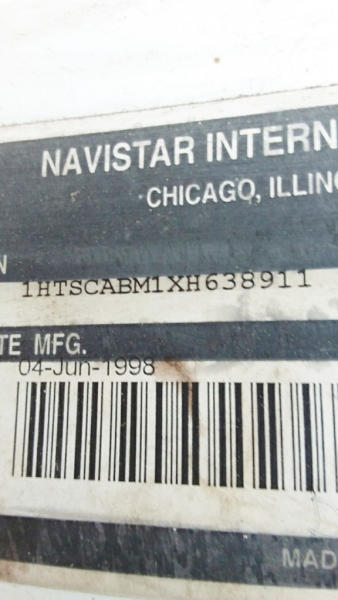 NAVISTAR INTERN
CHICAGO, ILLINO
N
1HTSCABM1XH638911
TE MFG.
04-Jun-1998
MAD